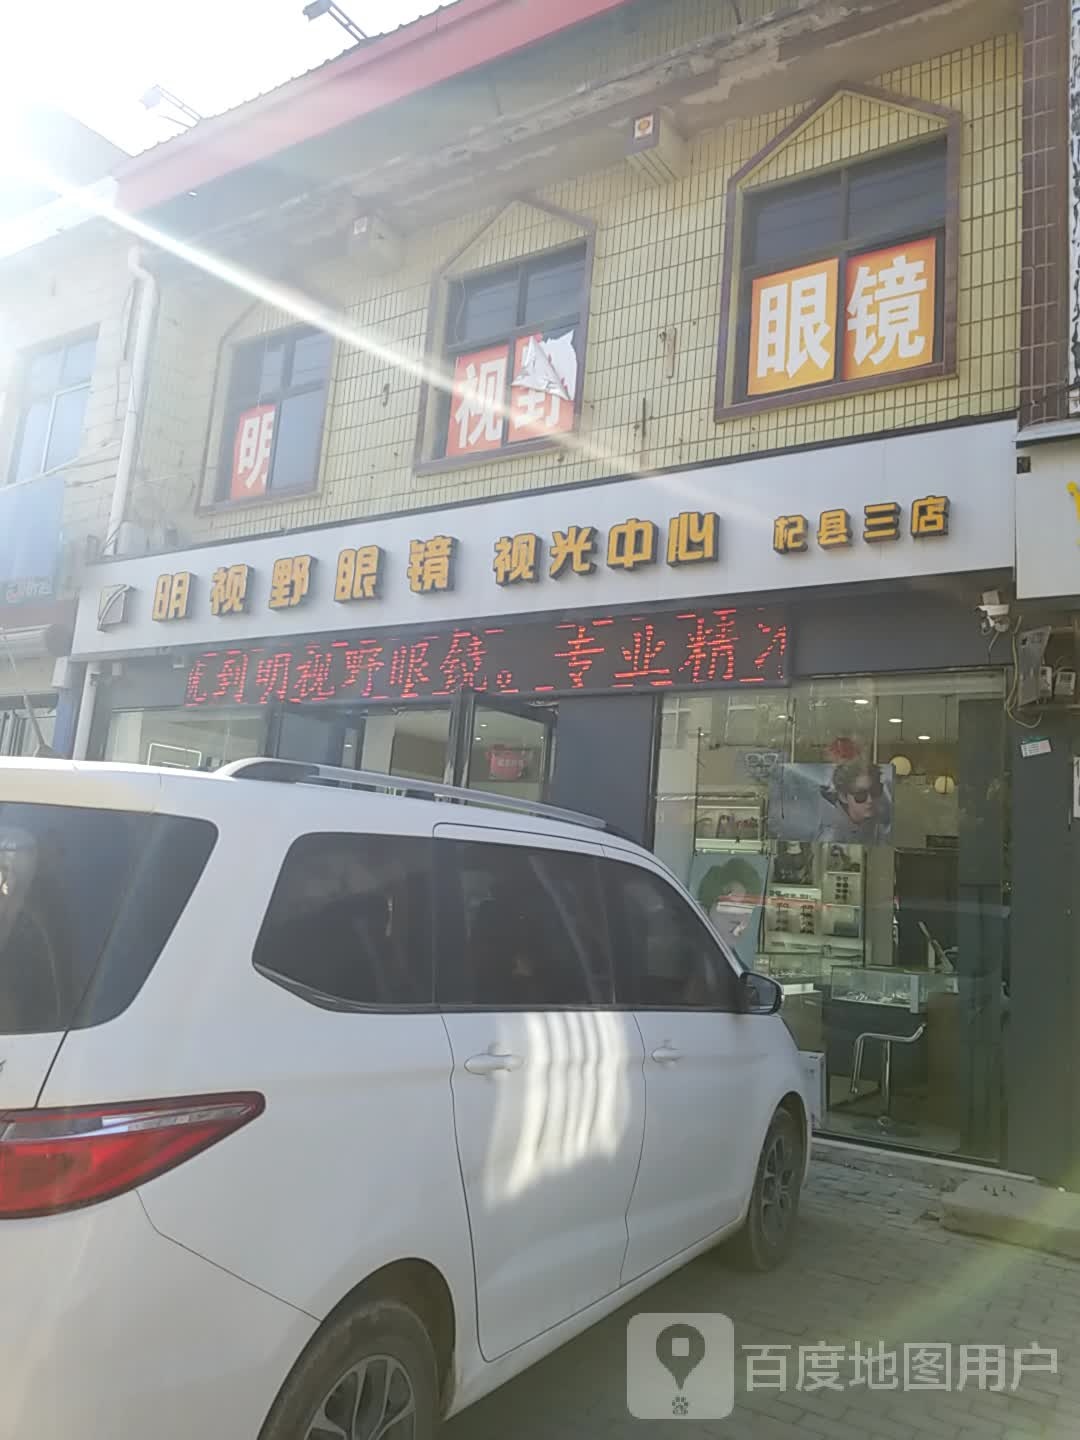 明 视野 眼镜
明视野眼镜 视光中心 杞县三店
到明视野眼镜。专业精
百度地图用户